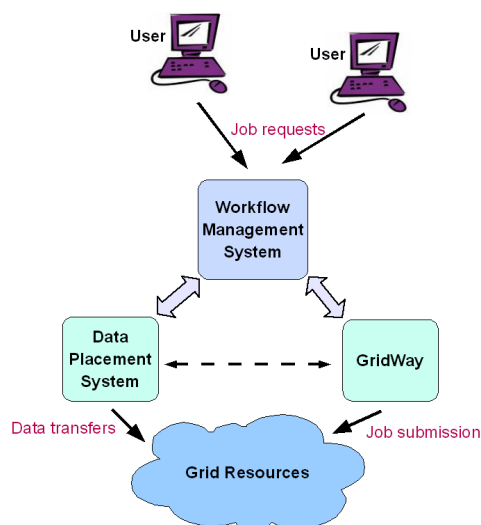 User
User
Job requests
Workflow
Management
System
Data
Placement
System
GridWay
Data transfers
Job submission
Grid Resources